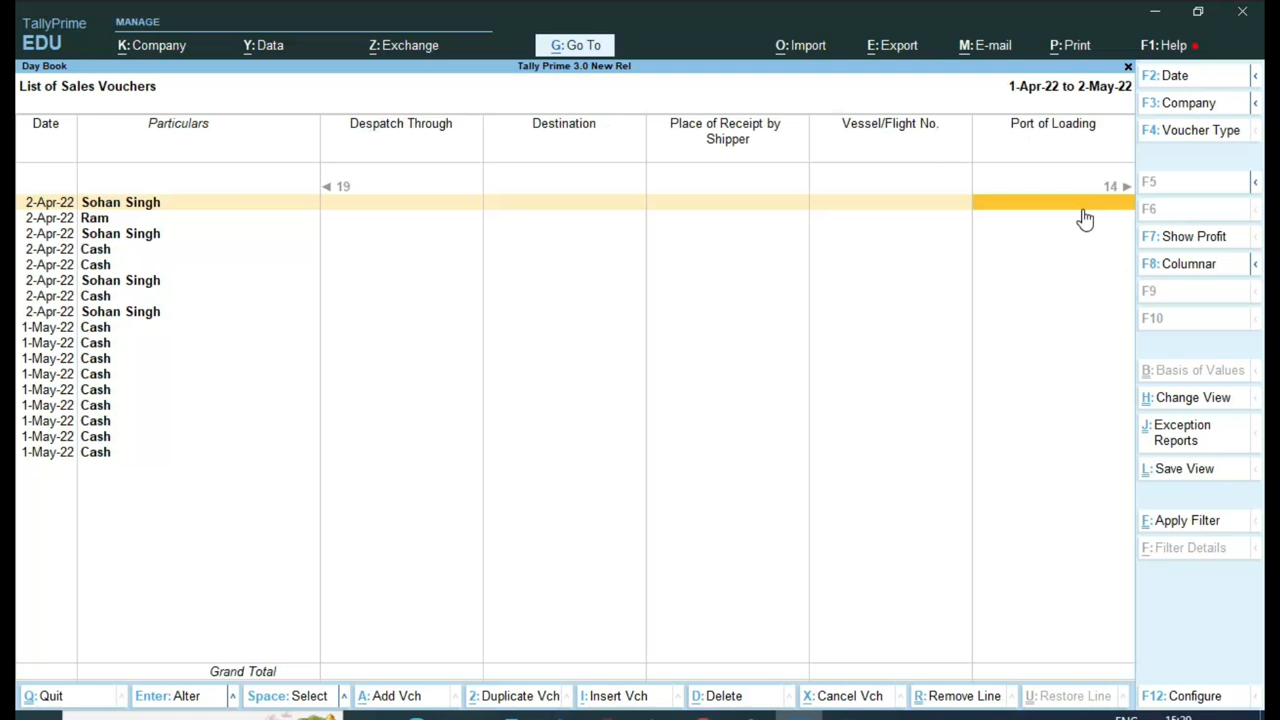 TallyPrime
EDU
MANAGE
K: Company
Y: Data
Z: Exchange
G: Go To
O: Import
E: Export
M: E-mail
P: Print
F1: Help
Day Book
Tally Prime 3.0 New Rel
List of Sales Vouchers
1-Apr-22 to 2-May-22
Date
Particulars
Despatch Through
Destination
Place of Receipt by
Shipper
Vessel/Flight No.
Port of Loading
◄ 19
14 ►
2-Apr-22 Sohan Singh
2-Apr-22 Ram
2-Apr-22 Sohan Singh
2-Apr-22 Cash
2-Apr-22 Cash
2-Apr-22 Sohan Singh
2-Apr-22 Cash
2-Apr-22 Sohan Singh
1-May-22 Cash
1-May-22 Cash
1-May-22 Cash
1-May-22 Cash
1-May-22 Cash
1-May-22 Cash
1-May-22 Cash
1-May-22 Cash
1-May-22 Cash
Grand Total
F2: Date
F3: Company
F4: Voucher Type
F5
F6
F7: Show Profit
F8: Columnar
F9
F10
B: Basis of Values
H: Change View
J: Exception
Reports
L: Save View
F: Apply Filter
F: Filter Details
F12: Configure
Q: Quit
Enter: Alter
Space: Select
A: Add Vch
2: Duplicate Vch
I: Insert Vch
D: Delete
X: Cancel Vch
R: Remove Line
U: Restore Line
ENG
15:20